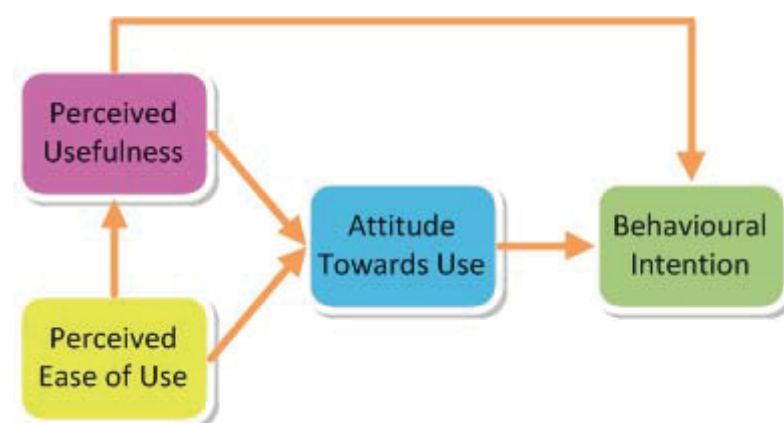 Perceived
Usefulness
Attitude
Towards Use
Behavioural
Intention
Perceived
Ease of Use